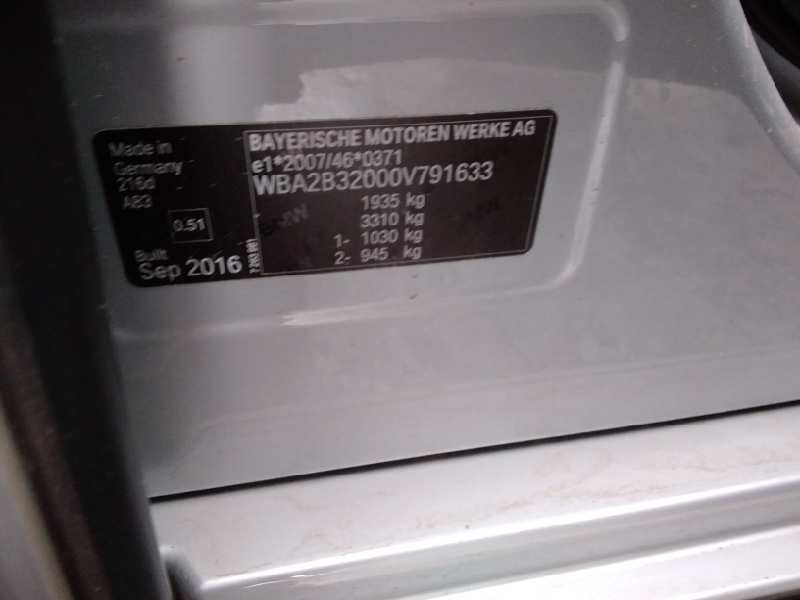 Made in
Germany
216d
A83
0.51
Built
Sep 2016
BAYERISCHE MOTOREN WERKE AG
e1*2007/46*0371
WBA2B32000V791633
1935 kg
3310 kg
1- 1030 kg
2- 945 kg
BMW